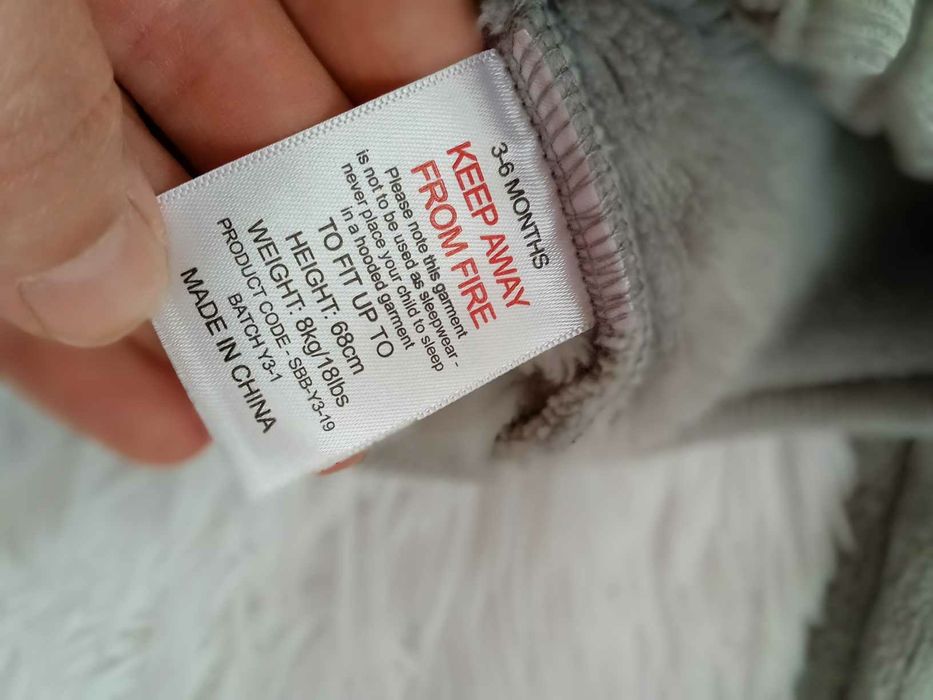 3-6 MONTHS
KEEP AWAY
FROM FIRE
Please note this garment
is not to be used as sleepwear -
never place your child to sleep
in a hooded garment
TO FIT UP TO
HEIGHT: 68cm
WEIGHT: 8kg/18lbs
PRODUCT CODE - SBB-Y3-19
BATCH Y3-1
MADE IN CHINA